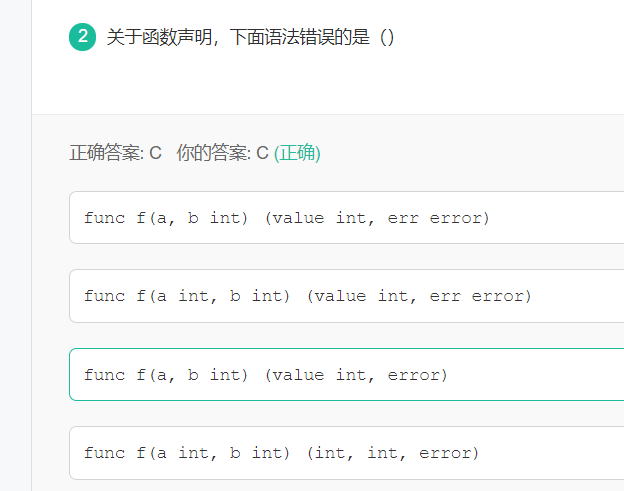 2 关于函数声明，下面语法错误的是（）
正确答案: C 你的答案: C (正确)
func f(a, b int) (value int, err error)
func f(a int, b int) (value int, err error)
func f(a, b int) (value int, error)
func f(a int, b int) (int, int, error)